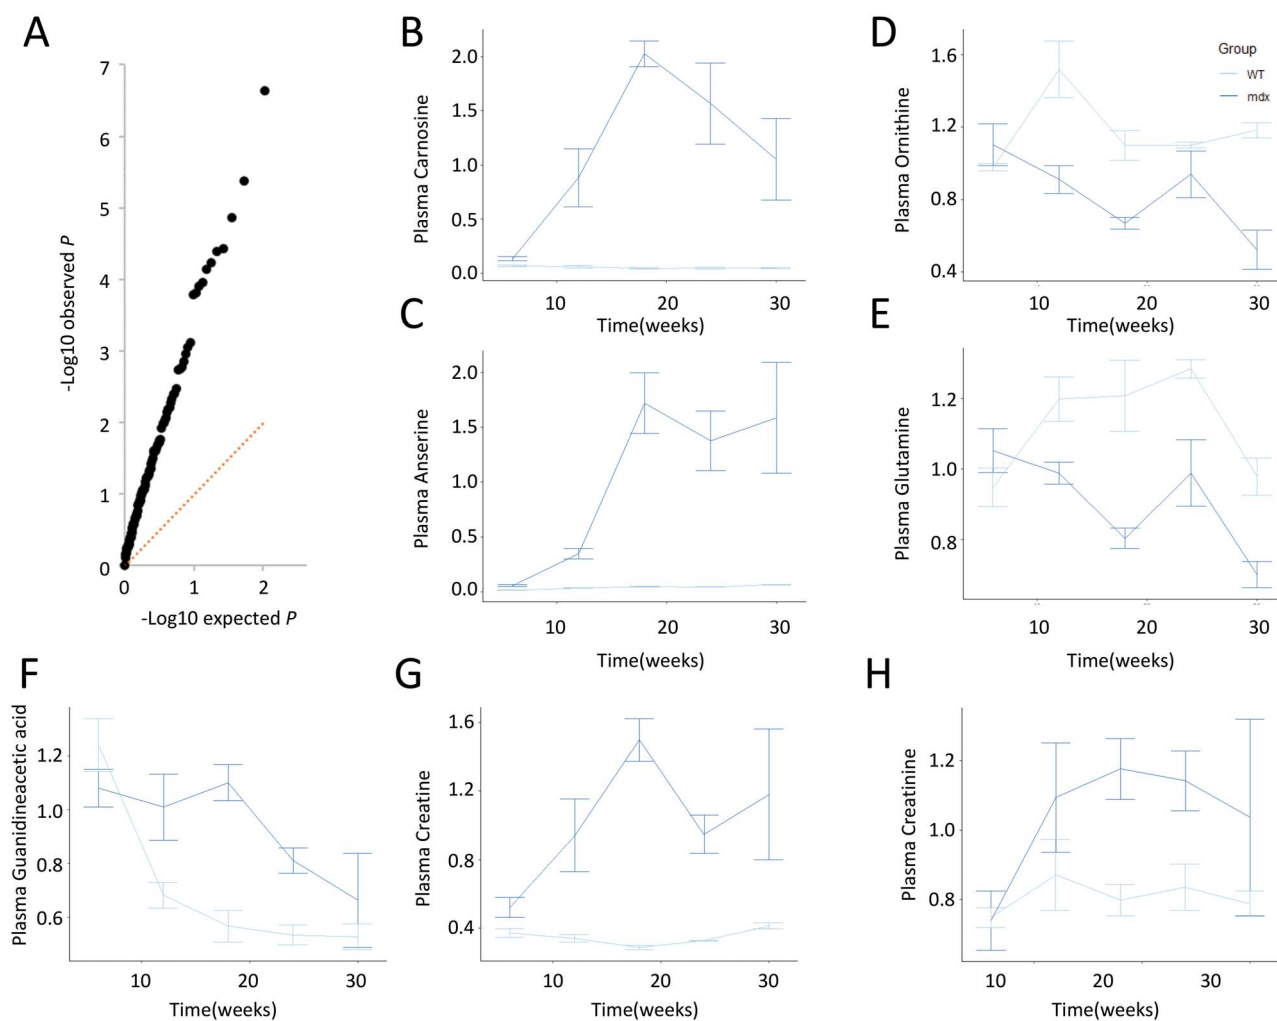 A
7
6
5
4
3
2
1
0
0 1 2
-Log10 observed P
-Log10 expected P
B
2.0
1.5
1.0
0.5
0.0
Plasma Carnosine
10 20 30
Time(weeks)
C
2.0
1.5
1.0
0.5
0.0
Plasma Anserine
10 20 30
Time(weeks)
D
1.6
1.2
0.8
0.4
Plasma Ornithine
Group
WT
mdx
10 20 30
Time(weeks)
E
1.2
1.0
0.8
Plasma Glutamine
10 20 30
Time(weeks)
F
1.2
1.0
0.8
0.6
Plasma Guanidineacetic acid
10 20 30
Time(weeks)
G
1.6
1.2
0.8
0.4
Plasma Creatine
10 20 30
Time(weeks)
H
1.2
1.0
0.8
Plasma Creatinine
10 20 30
Time(weeks)